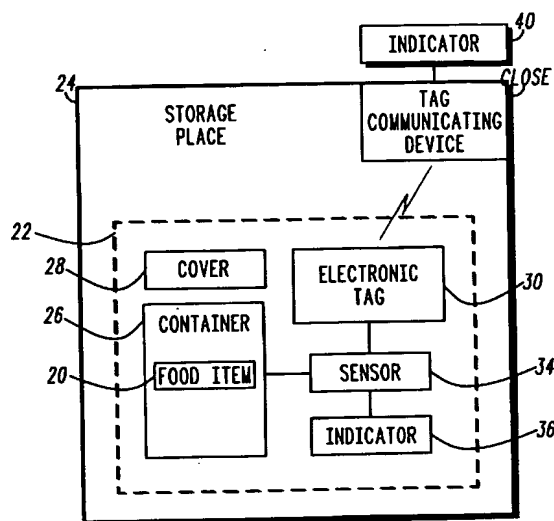 40
INDICATOR
24
CLOSE
STORAGE
PLACE
TAG
COMMUNICATING
DEVICE
22
28
COVER
ELECTRONIC
TAG
30
26
CONTAINER
20
FOOD ITEM
SENSOR
34
INDICATOR
36